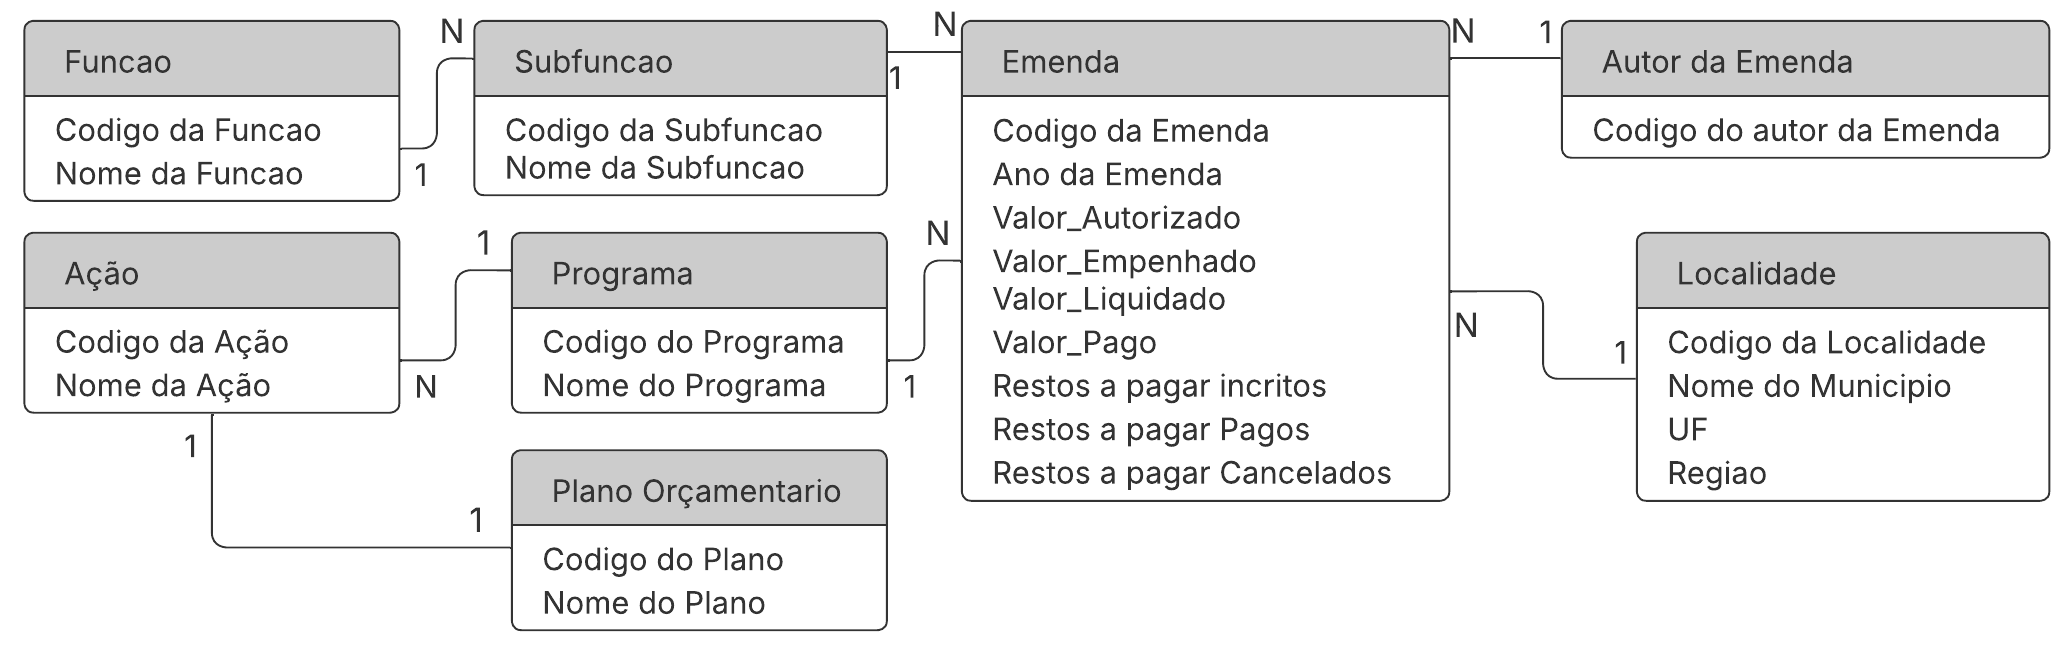 Funcao
Codigo da Funcao
Nome da Funcao
1
N
Subfuncao
Codigo da Subfuncao
Nome da Subfuncao
1
N
Emenda
Codigo da Emenda
Ano da Emenda
Valor_Autorizado
Valor_Empenhado
Valor_Liquidado
Valor_Pago
Restos a pagar incritos
Restos a pagar Pagos
Restos a pagar Cancelados
N
1
Autor da Emenda
Codigo do autor da Emenda
Ação
Codigo da Ação
Nome da Ação
N
1
Programa
Codigo do Programa
Nome do Programa
1
N
N
1
Localidade
Codigo da Localidade
Nome do Municipio
UF
Regiao
1
1
Plano Orçamentario
Codigo do Plano
Nome do Plano